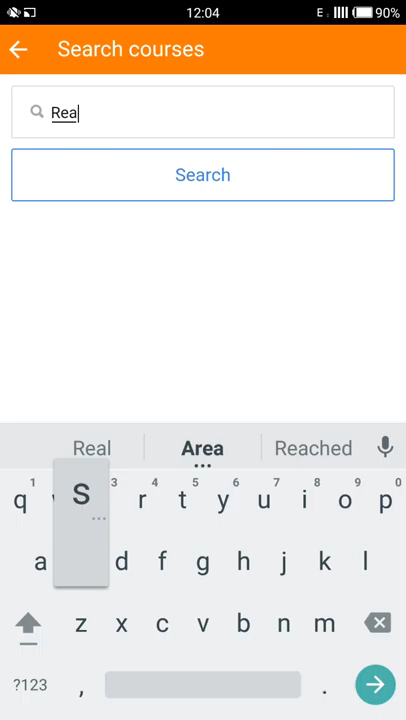 12:04 E 90%
Search courses
Rea
Search
Real Area Reached
q 1 3 r 4 t 5 y 6 u 7 i 8 o 9 p 0
S
a d f g h j k l
z x c v b n m
?123 , .